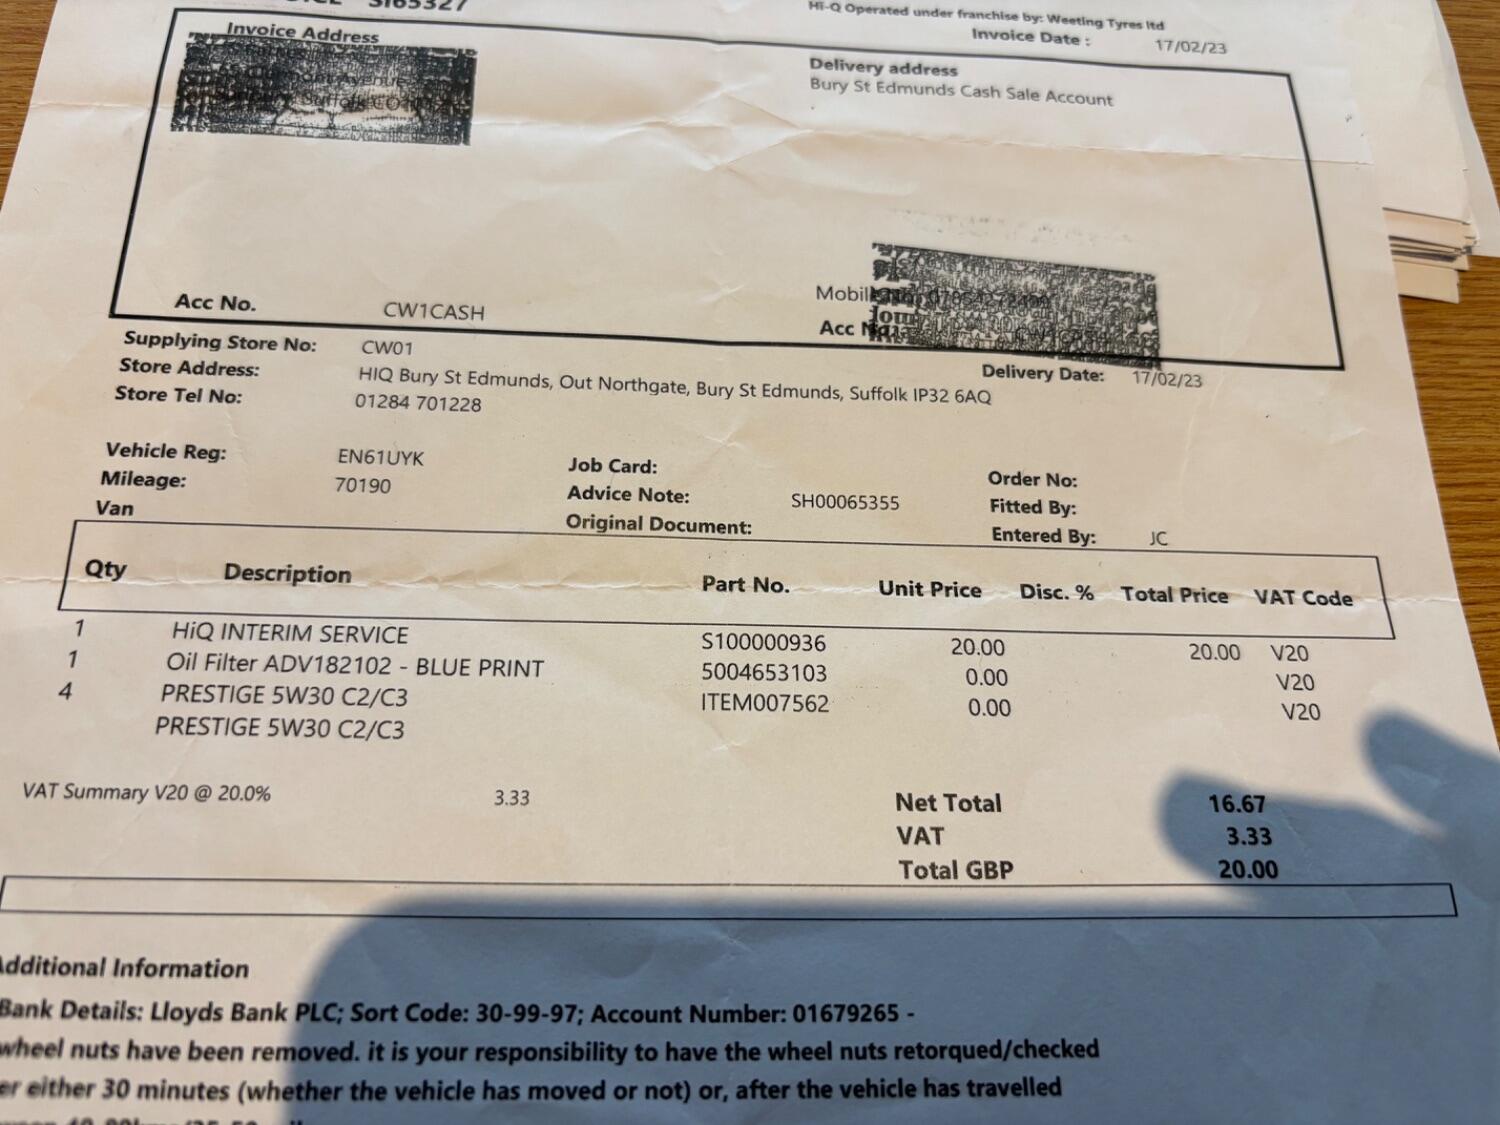 SI65327
Hi-Q Operated under franchise by: Weeting Tyres ltd
Invoice Date : 17/02/23
Invoice Address
Delivery address
Bury St Edmunds Cash Sale Account
Acc No. CW1CASH
Supplying Store No: CW01
Delivery Date: 17/02/23
Store Address: HIQ Bury St Edmunds, Out Northgate, Bury St Edmunds, Suffolk IP32 6AQ
Store Tel No: 01284 701228
Vehicle Reg: EN61UYK Job Card: Order No:
Mileage: 70190 Advice Note: SH00065355 Fitted By:
Van Original Document: Entered By: JC
Qty Description Part No. Unit Price Disc. % Total Price VAT Code
1 HiQ INTERIM SERVICE S100000936 20.00 20.00 V20
1 Oil Filter ADV182102 - BLUE PRINT 5004653103 0.00 V20
4 PRESTIGE 5W30 C2/C3 ITEM007562 0.00 V20
PRESTIGE 5W30 C2/C3
VAT Summary V20 @ 20.0% 3.33
Net Total 16.67
VAT 3.33
Total GBP 20.00
Additional Information
Bank Details: Lloyds Bank PLC; Sort Code: 30-99-97; Account Number: 01679265 -
wheel nuts have been removed. it is your responsibility to have the wheel nuts retorqued/checked
er either 30 minutes (whether the vehicle has moved or not) or, after the vehicle has travelled